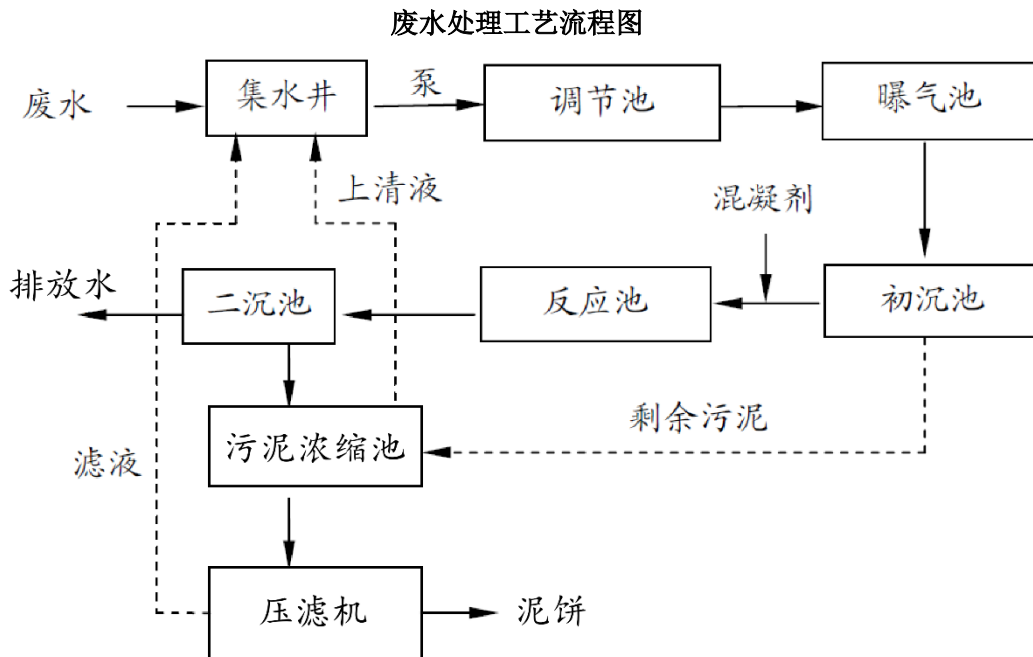 废水处理工艺流程图
废水
集水井
泵
调节池
曝气池
上清液
混凝剂
排放水
二沉池
反应池
初沉池
剩余污泥
污泥浓缩池
滤液
压滤机
泥饼